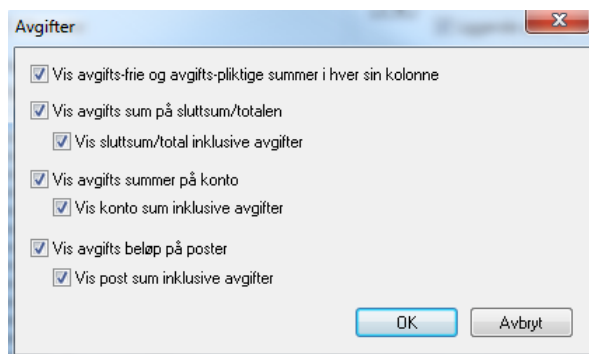 Avgifter
Vis avgifts-frie og avgifts-pliktige summer i hver sin kolonne
Vis avgifts sum på sluttsum/totalen
Vis sluttsum/total inklusive avgifter
Vis avgifts summer på konto
Vis konto sum inklusive avgifter
Vis avgifts beløp på poster
Vis post sum inklusive avgifter
OK Avbryt